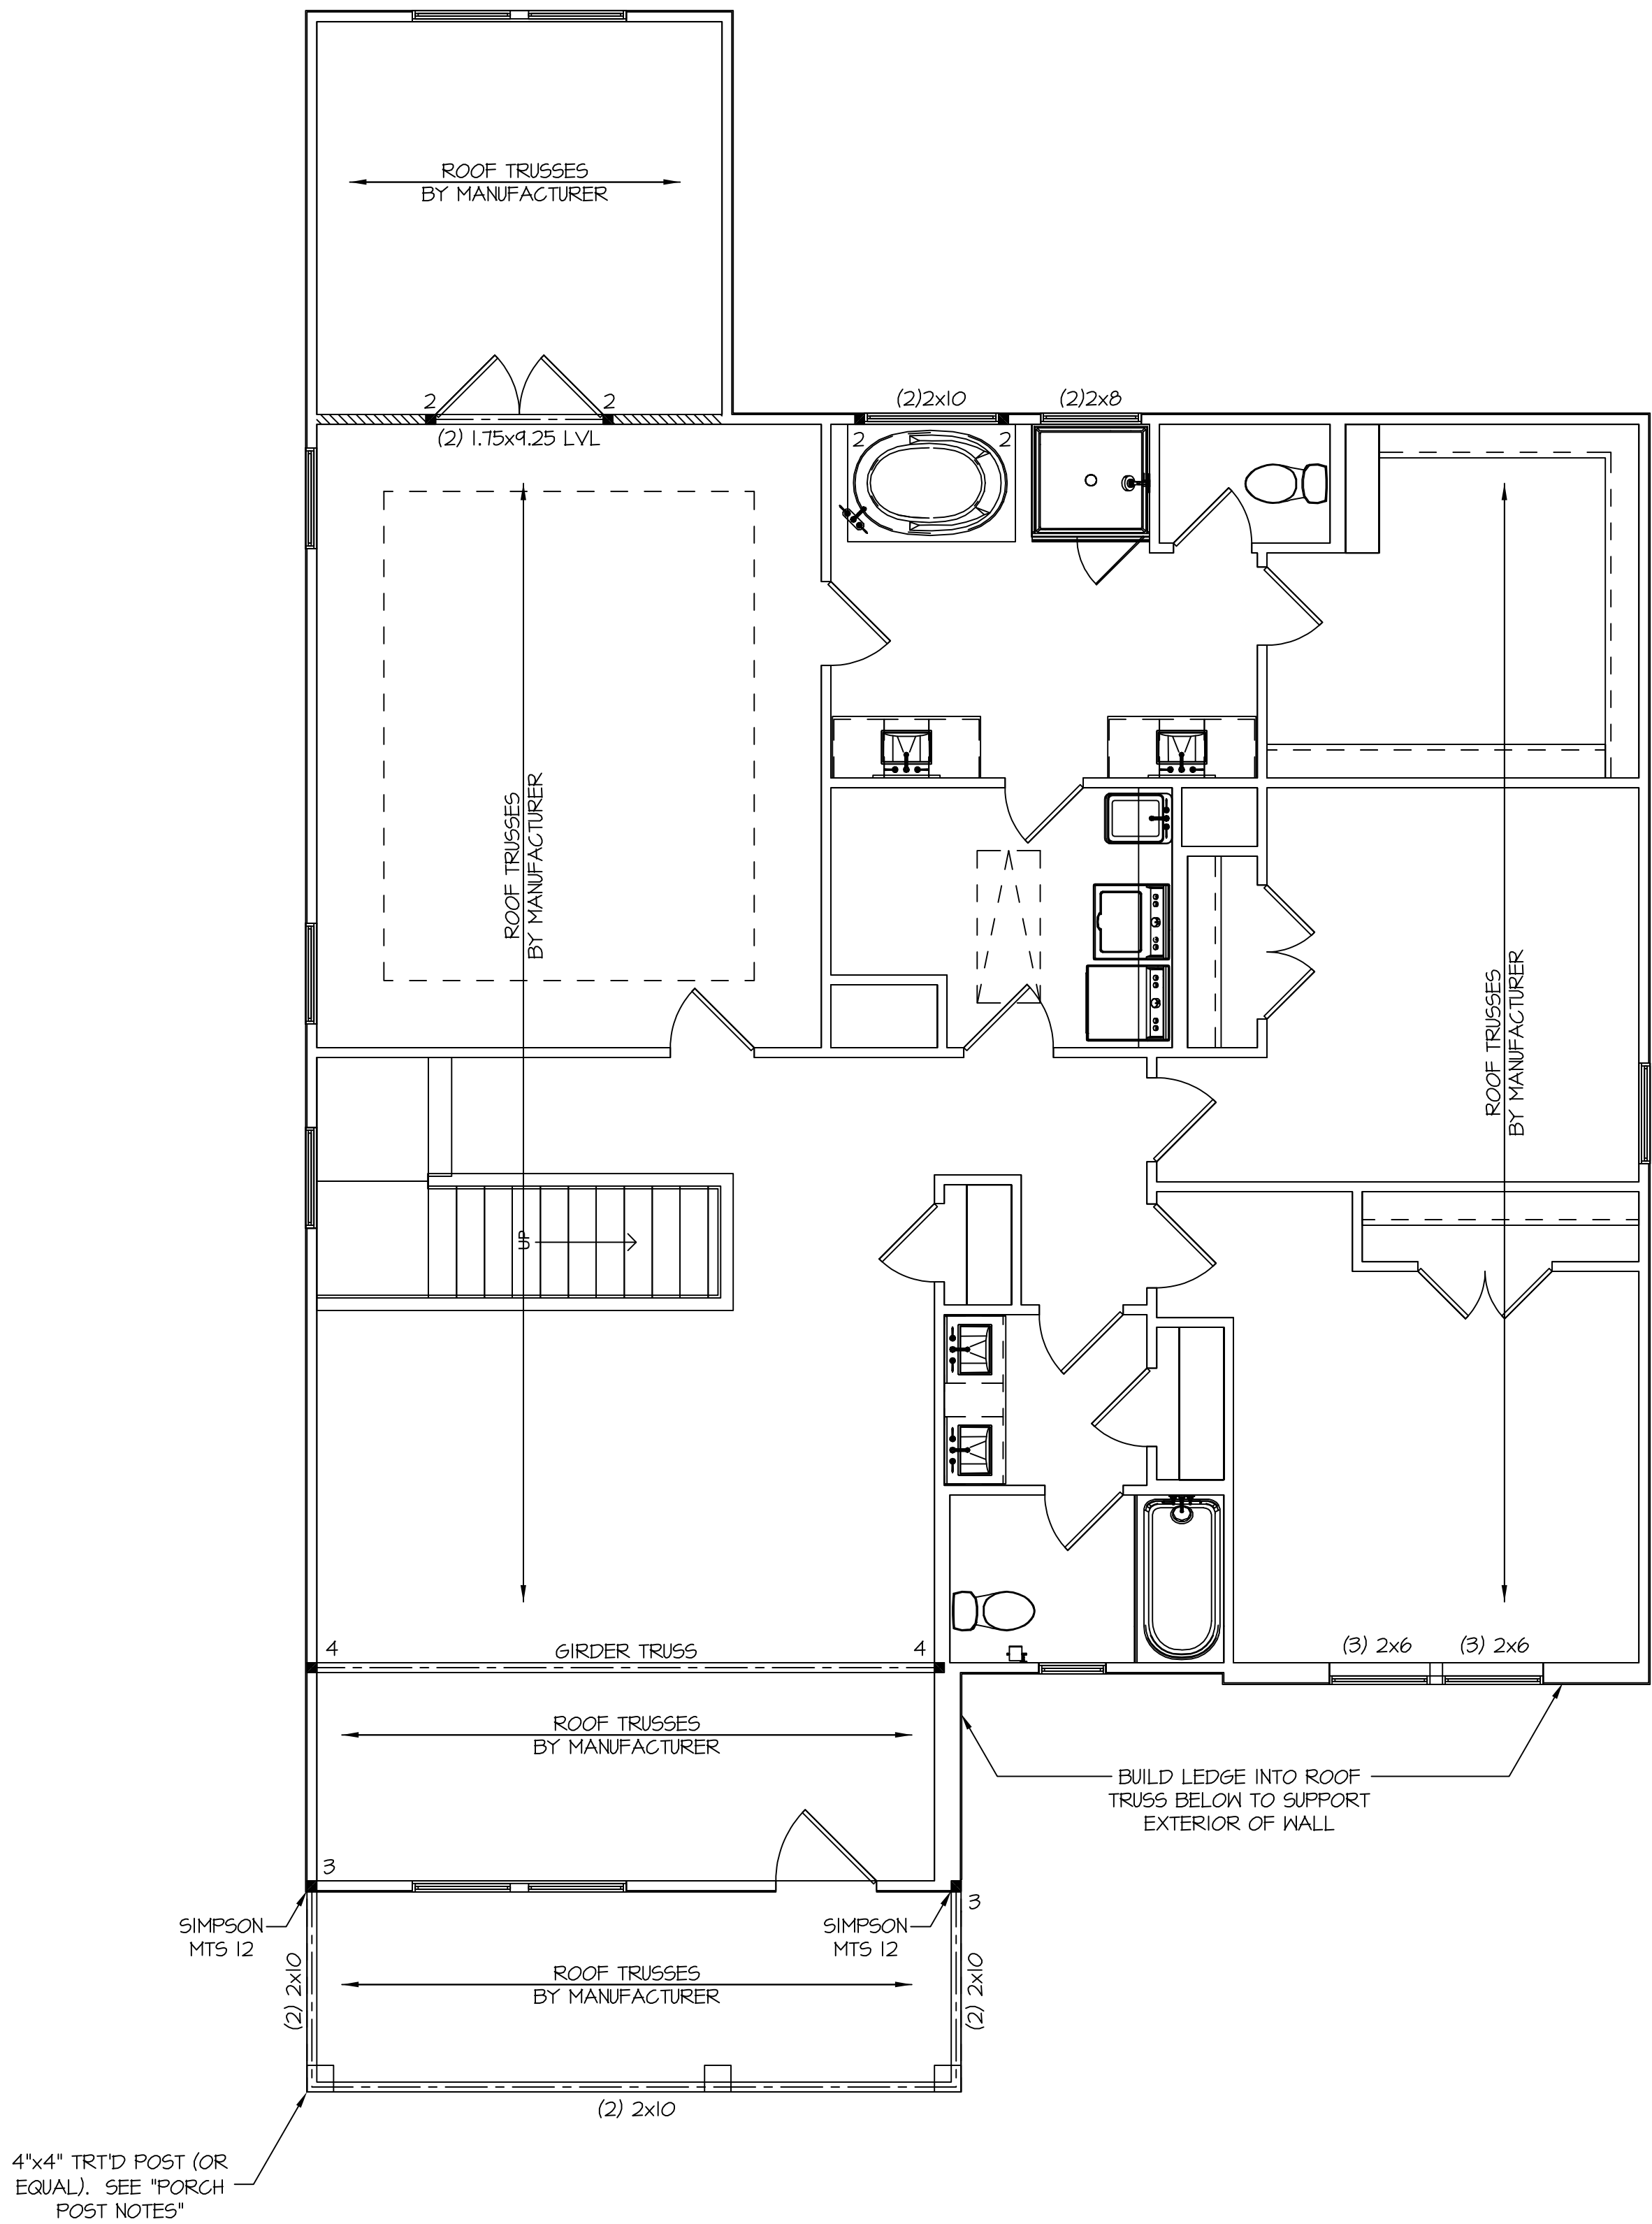 ROOF TRUSSES
BY MANUFACTURER
2
2
(2) 1.75x9.25 LVL
(2)2x10
(2)2x8
2
2
ROOF TRUSSES
BY MANUFACTURER
ROOF TRUSSES
BY MANUFACTURER
UP
4
GIRDER TRUSS
4
(3) 2x6
(3) 2x6
ROOF TRUSSES
BY MANUFACTURER
BUILD LEDGE INTO ROOF
TRUSS BELOW TO SUPPORT
EXTERIOR OF WALL
3
3
SIMPSON
MTS 12
SIMPSON
MTS 12
(2) 2x10
ROOF TRUSSES
BY MANUFACTURER
(2) 2x10
(2) 2x10
4"x4" TRT'D POST (OR
EQUAL). SEE "PORCH
POST NOTES"